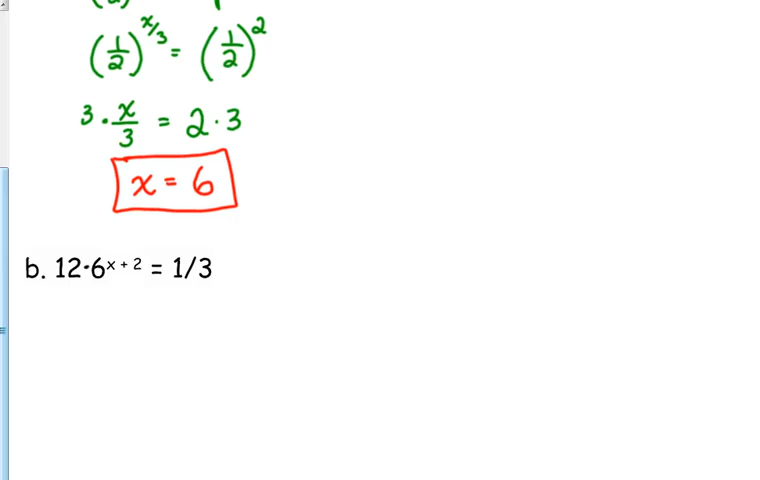 (1/2)^x/3 = (1/2)^2
3 · x/3 = 2 · 3
x = 6
b. 12·6^x + 2 = 1/3